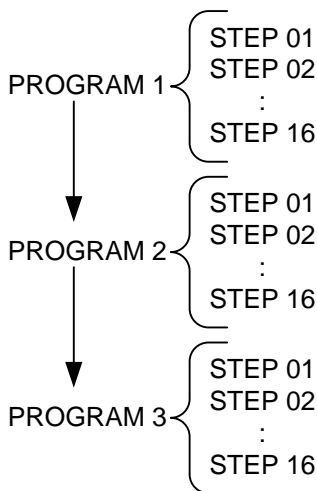 STEP 01
STEP 02
PROGRAM 1
:
STEP 16
STEP 01
STEP 02
PROGRAM 2
:
STEP 16
STEP 01
STEP 02
PROGRAM 3
:
STEP 16